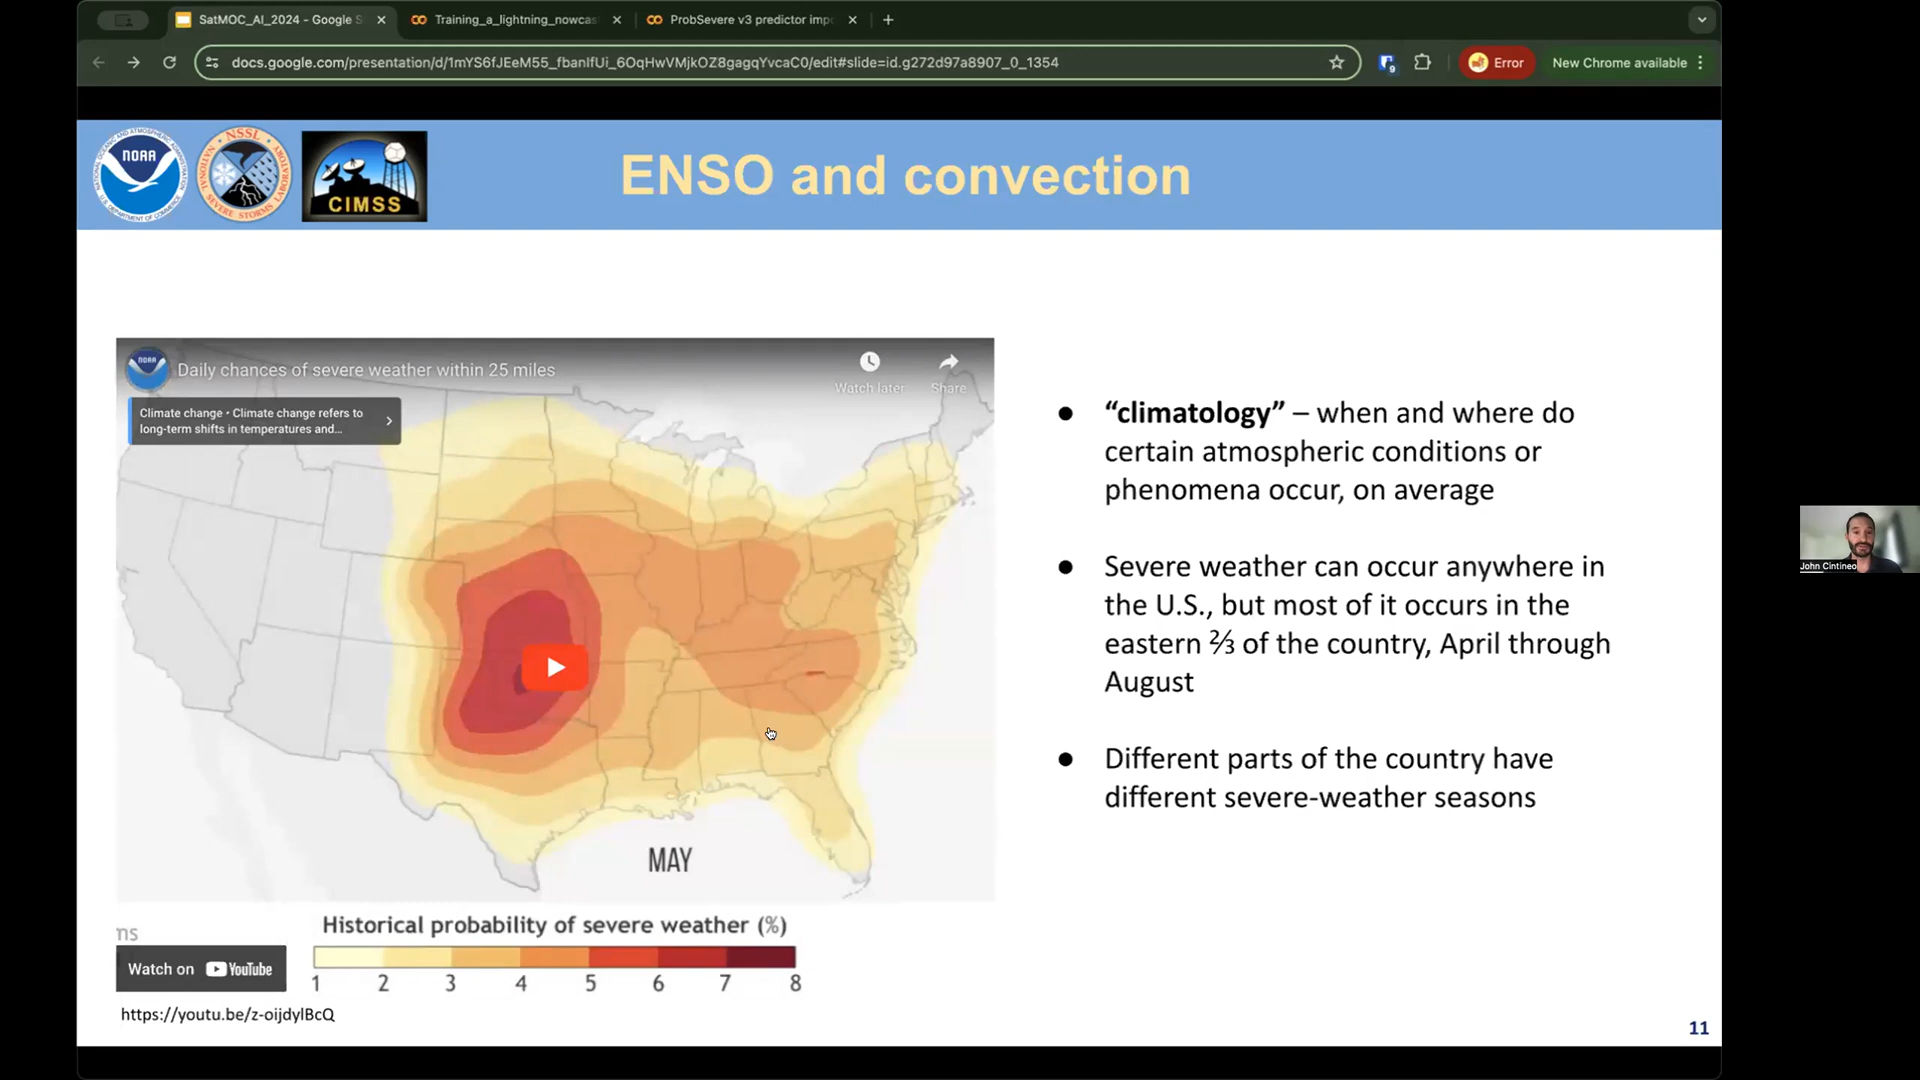 SatMOC_AI_2024 - Google S
Training_a_lightning_nowcas
ProbSevere v3 predictor imp
docs.google.com/presentation/d/1mYS6fJEeM55_fbanIfUi_6OqHwVMjkOZ8gagqYvcaC0/edit#slide=id.g272d97a8907_0_1354
Error
New Chrome available
NOAA
NSSL
CIMSS
ENSO and convection
NOAA
Daily chances of severe weather within 25 miles
Watch later
Share
Climate change • Climate change refers to
long-term shifts in temperatures and...
MAY
Historical probability of severe weather (%)
ns
Watch on YouTube
1 2 3 4 5 6 7 8
https://youtu.be/z-oijdylBcQ
● “climatology” – when and where do
certain atmospheric conditions or
phenomena occur, on average
● Severe weather can occur anywhere in
the U.S., but most of it occurs in the
eastern ⅔ of the country, April through
August
● Different parts of the country have
different severe-weather seasons
11
John Cintineo